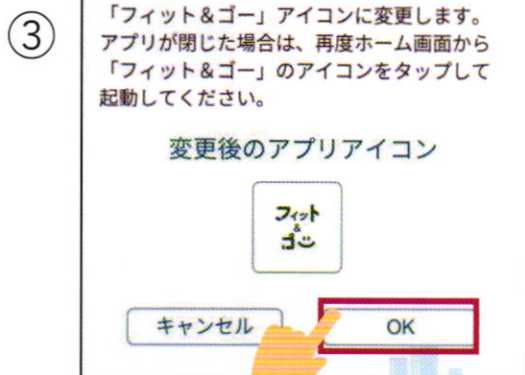 ③
「フィット＆ゴー」アイコンに変更します。
アプリが閉じた場合は、再度ホーム画面から
「フィット＆ゴー」のアイコンをタップして
起動してください。
変更後のアプリアイコン
フィット
&
ゴー
キャンセル
OK